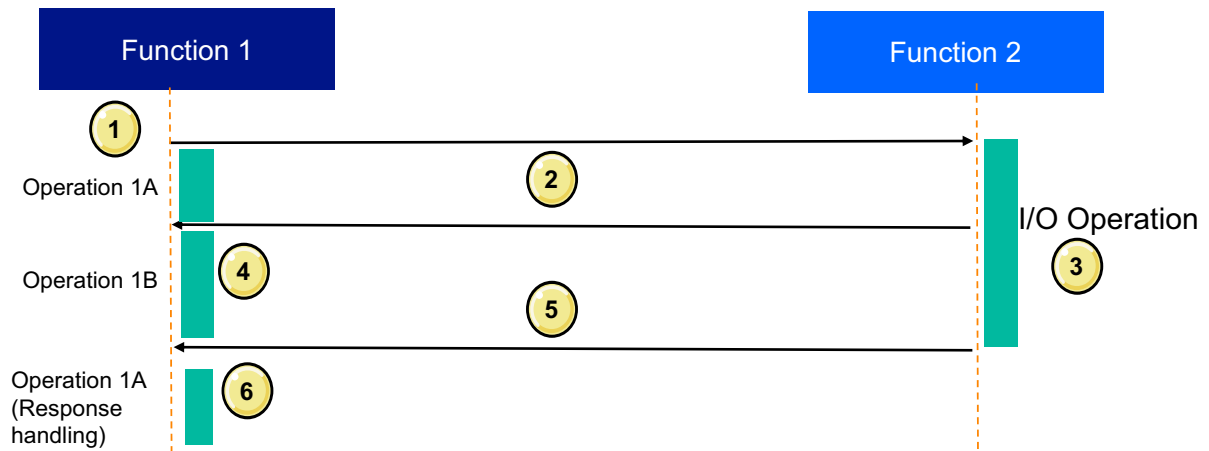 Function 1
Function 2
1
Operation 1A
2
I/O Operation
3
Operation 1B
4
5
Operation 1A
(Response
handling)
6